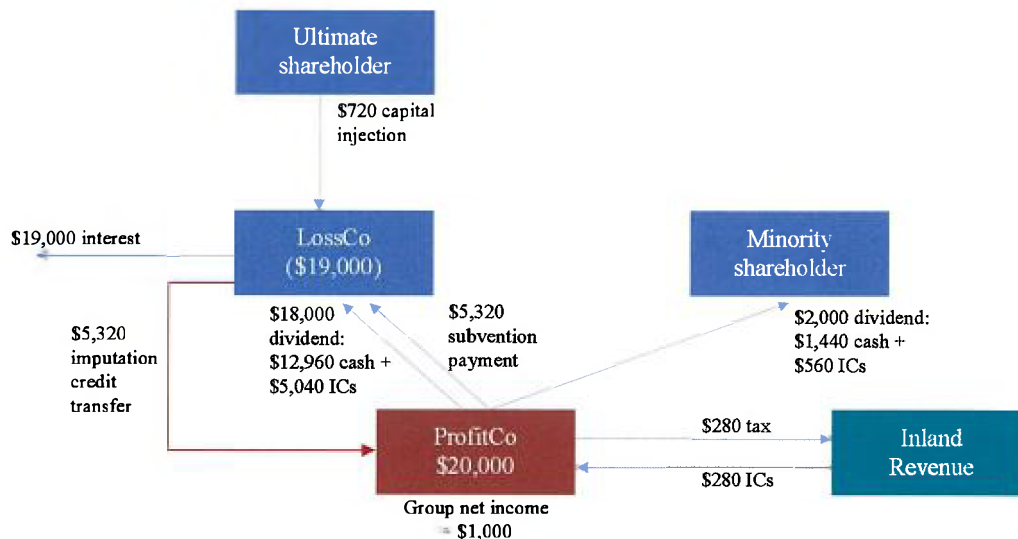 Ultimate
shareholder
$720 capital
injection
$19,000 interest
LossCo
($19,000)
Minority
shareholder
$5,320
imputation
credit
transfer
$18,000
dividend:
$12,960 cash +
$5,040 ICs
$5,320
subvention
payment
$2,000 dividend:
$1,440 cash +
$560 ICs
ProfitCo
$20,000
$280 tax
$280 ICs
Inland
Revenue
Group net income
= $1,000